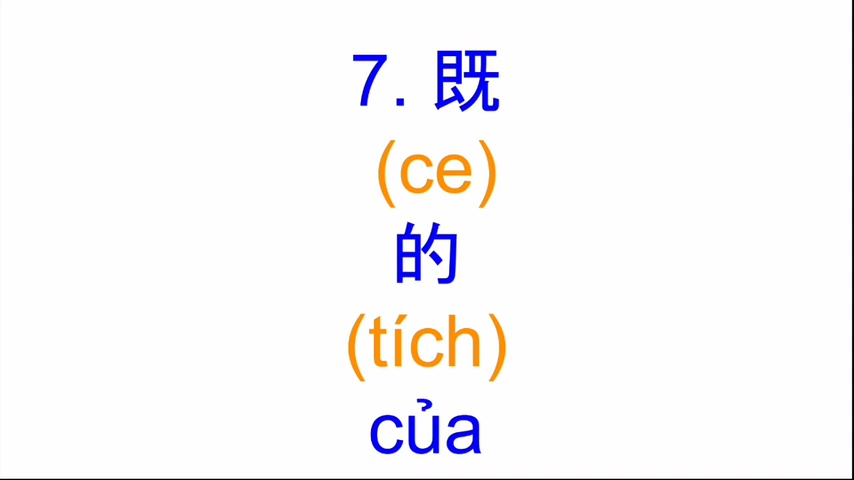 7. 既
(ce)
的
(tích)
của